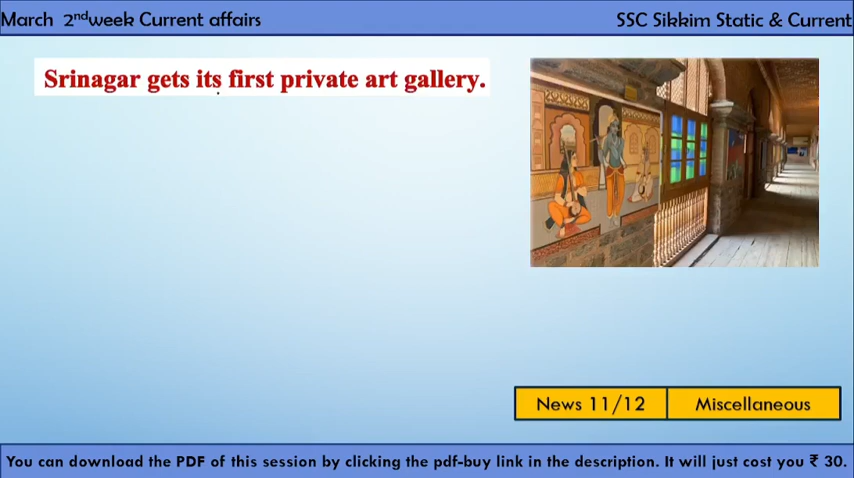 March 2ndweek Current affairs
SSC Sikkim Static & Current
Srinagar gets its first private art gallery.
News 11/12
Miscellaneous
You can download the PDF of this session by clicking the pdf-buy link in the description. It will just cost you ₹ 30.